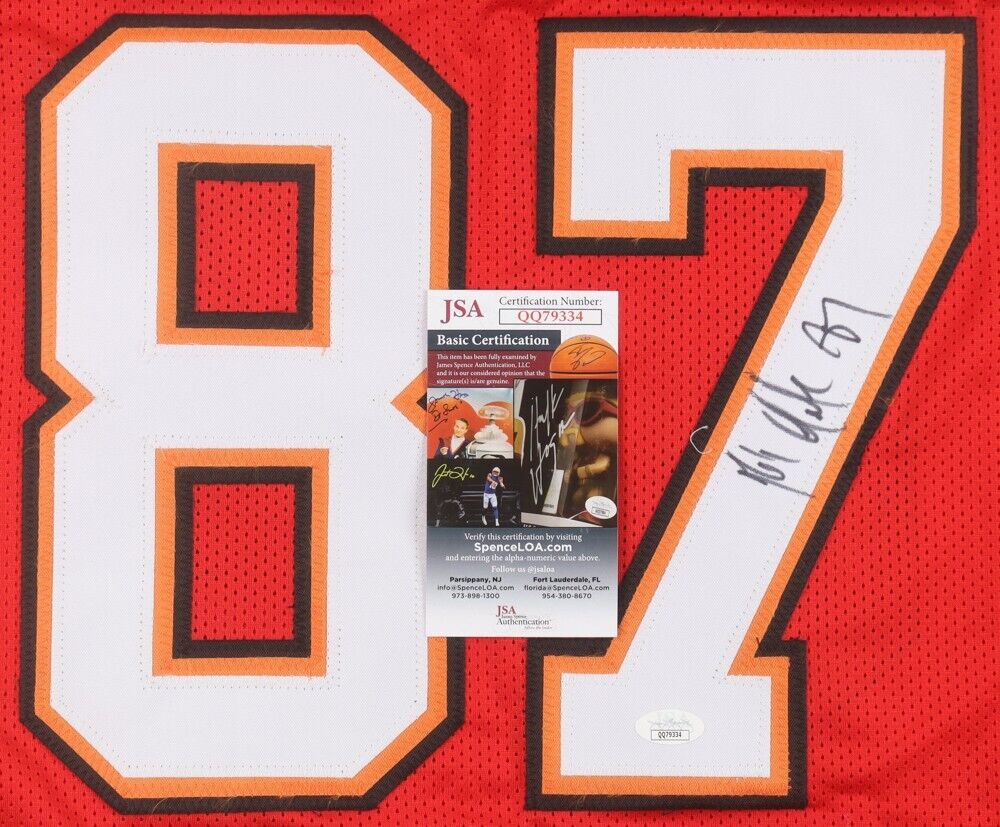 87
JSA
Certification Number:
QQ79334
Basic Certification
This item has been fully examined by
James Spence Authentication, LLC
and it is our considered opinion that the
signature(s) is/are genuine.
Verify this certification by visiting
SpenceLOA.com
and entering the alpha-numeric value above.
Follow us @jsaloa
Parsippany, NJ
info@SpenceLOA.com
973-898-1300
Fort Lauderdale, FL
florida@SpenceLOA.com
954-380-8670
JSA
James Spence
Authentication
87
QQ79334